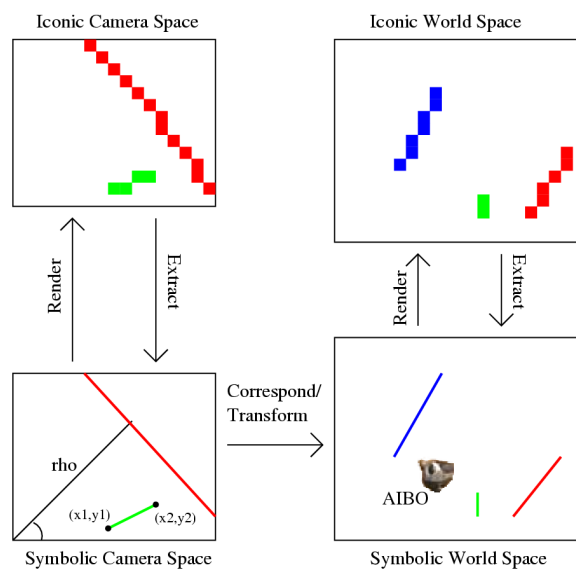 Iconic Camera Space
Iconic World Space
Render
Extract
Render
Extract
Correspond/
Transform
rho
(x1,y1)
(x2,y2)
AIBO
Symbolic Camera Space
Symbolic World Space